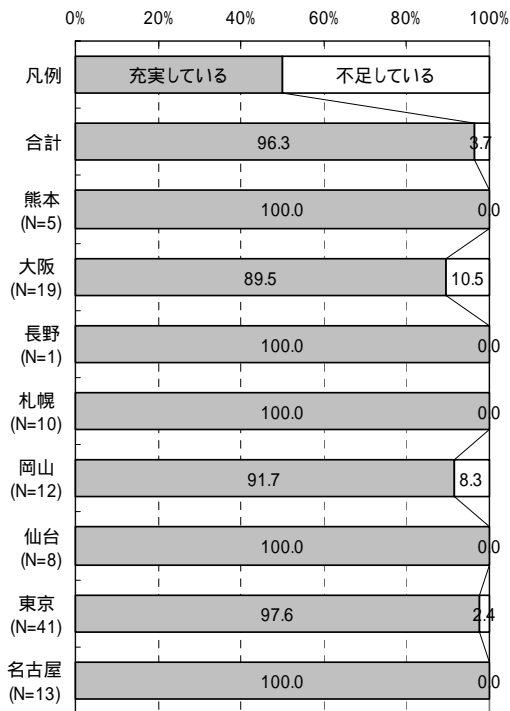 0% 20% 40% 60% 80% 100%
凡例 充実している 不足している
合計 96.3 3.7
熊本
(N=5) 100.0 0.0
大阪
(N=19) 89.5 10.5
長野
(N=1) 100.0 0.0
札幌
(N=10) 100.0 0.0
岡山
(N=12) 91.7 8.3
仙台
(N=8) 100.0 0.0
東京
(N=41) 97.6 2.4
名古屋
(N=13) 100.0 0.0